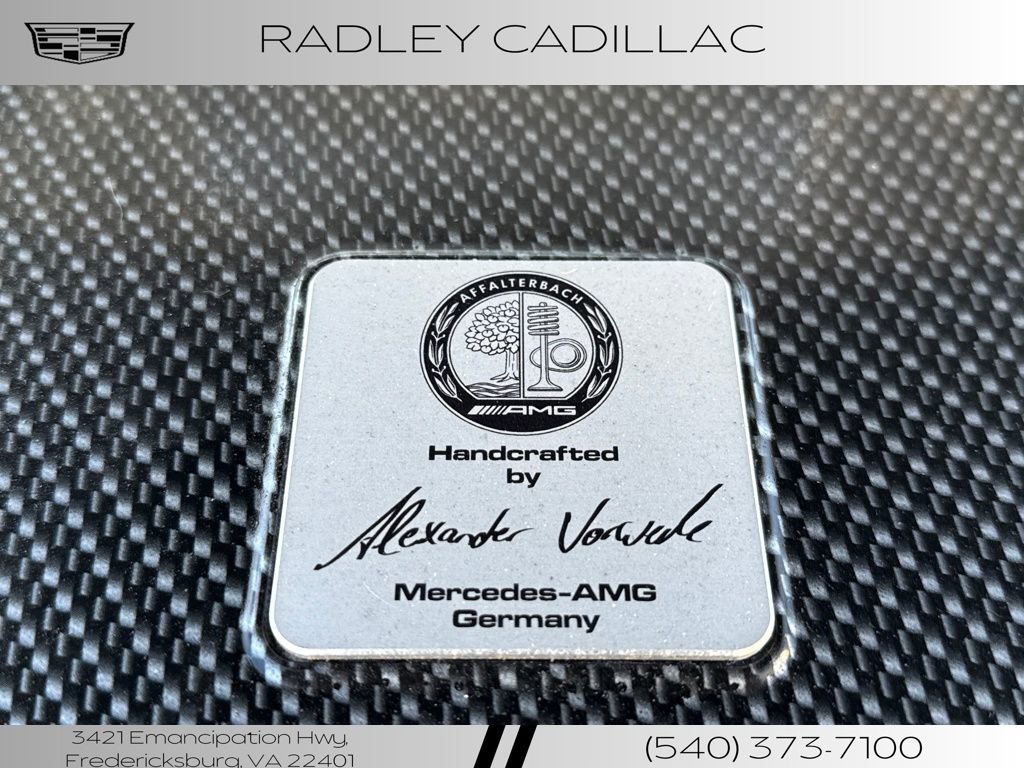 RADLEY CADILLAC
AFFALTERBACH
AMG
Handcrafted
by
Alexander Vorwerk
Mercedes-AMG
Germany
3421 Emancipation Hwy,
Fredericksburg, VA 22401
(540) 373-7100